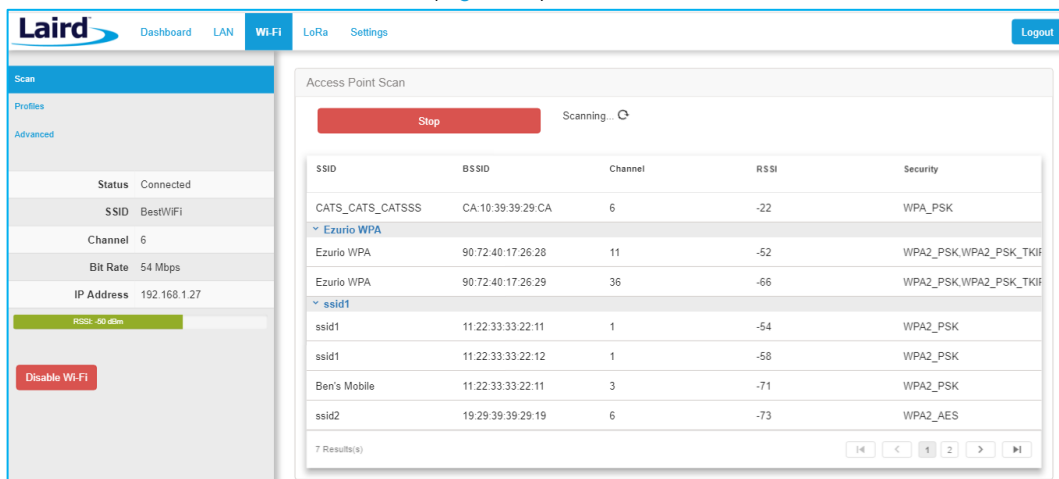 Laird
Dashboard LAN Wi-Fi LoRa Settings Logout
Scan
Profiles
Advanced
Status Connected
SSID BestWiFi
Channel 6
Bit Rate 54 Mbps
IP Address 192.168.1.27
RSSI: -50 dBm
Disable Wi-Fi
Access Point Scan
Stop Scanning...
SSID BSSID Channel RSSI Security
CATS_CATS_CATSSS CA:10:39:39:29:CA 6 -22 WPA_PSK
Ezurio WPA
Ezurio WPA 90:72:40:17:26:28 11 -52 WPA2_PSK,WPA2_PSK_TKIP
Ezurio WPA 90:72:40:17:26:29 36 -66 WPA2_PSK,WPA2_PSK_TKIP
ssid1
ssid1 11:22:33:33:22:11 1 -54 WPA2_PSK
ssid1 11:22:33:33:22:12 1 -58 WPA2_PSK
Ben's Mobile 11:22:33:33:22:11 3 -71 WPA2_PSK
ssid2 19:29:39:39:29:19 6 -73 WPA2_AES
7 Results(s) 1 2